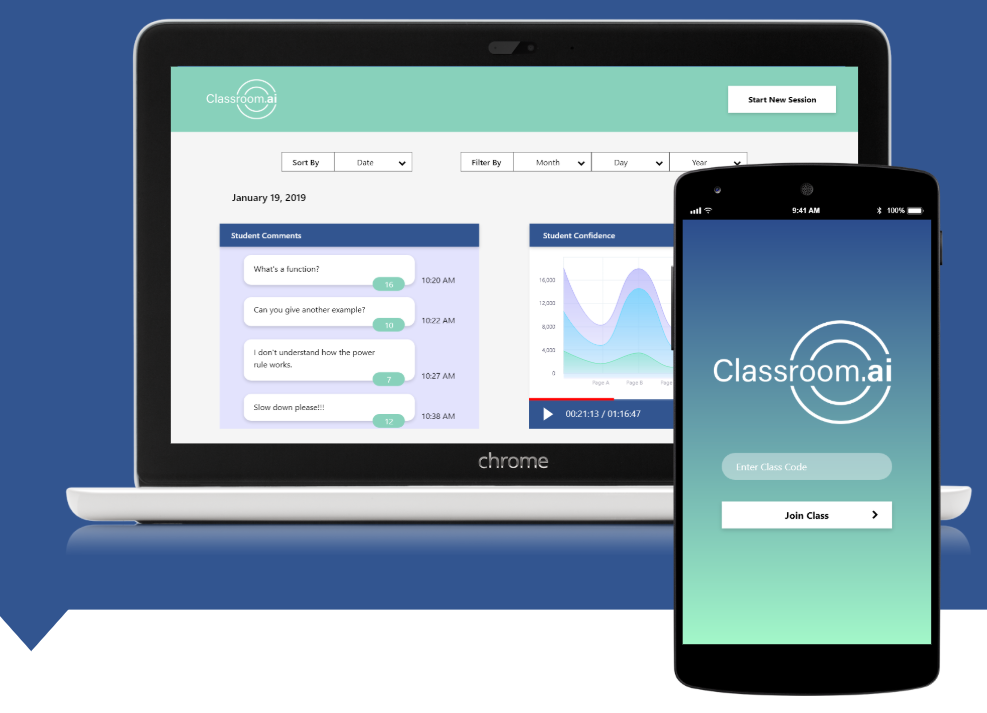 Classroom.ai
Start New Session
Sort By Date
Filter By Month Day Year
January 19, 2019
Student Comments
What's a function?
16
10:20 AM
Can you give another example?
10
10:22 AM
I don't understand how the power
rule works.
7
10:27 AM
Slow down please!!!
12
10:38 AM
Student Confidence
16,000
12,000
8,000
4,000
0
Page A Page B Page
00:21:13 / 01:16:47
chrome
9:41 AM 100%
Classroom.ai
Enter Class Code
Join Class